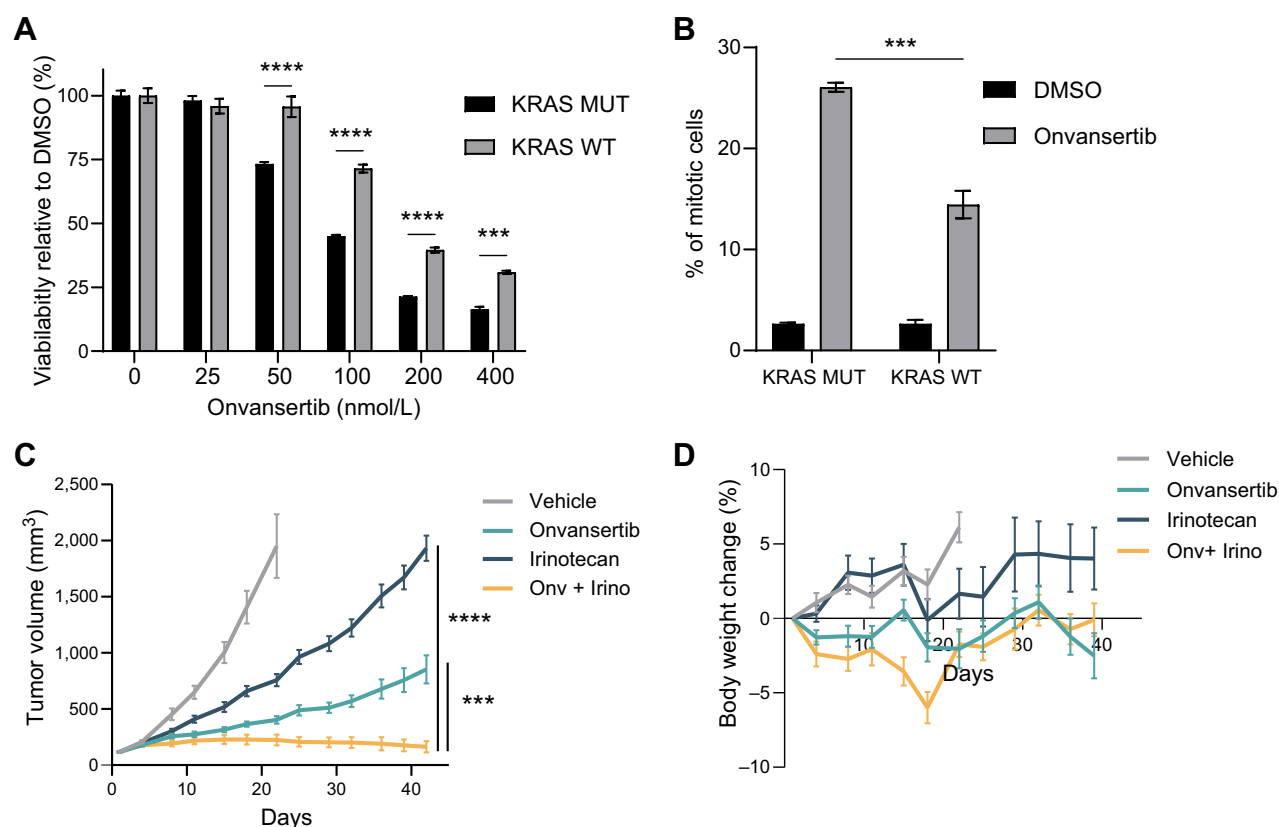 A
Viabilabitly relative to DMSO (%)
100
75
50
25
0
****
****
****
***
KRAS MUT
KRAS WT
0 25 50 100 200 400
Onvansertib (nmol/L)
B
% of mitotic cells
30
20
10
0
***
DMSO
Onvansertib
KRAS MUT KRAS WT
C
Tumor volume (mm³)
2,500
2,000
1,500
1,000
500
0
0 10 20 30 40
Days
Vehicle
Onvansertib
Irinotecan
Onv + Irino
****
***
D
Body weight change (%)
10
5
0
–5
–10
10 20 30 40
Days
Vehicle
Onvansertib
Irinotecan
Onv+ Irino